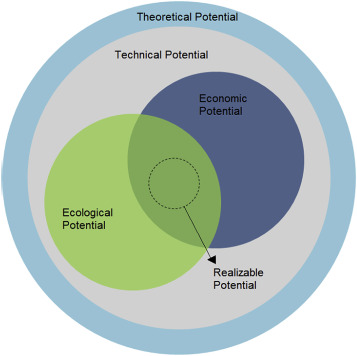 Theoretical Potential
Technical Potential
Economic
Potential
Ecological
Potential
Realizable
Potential